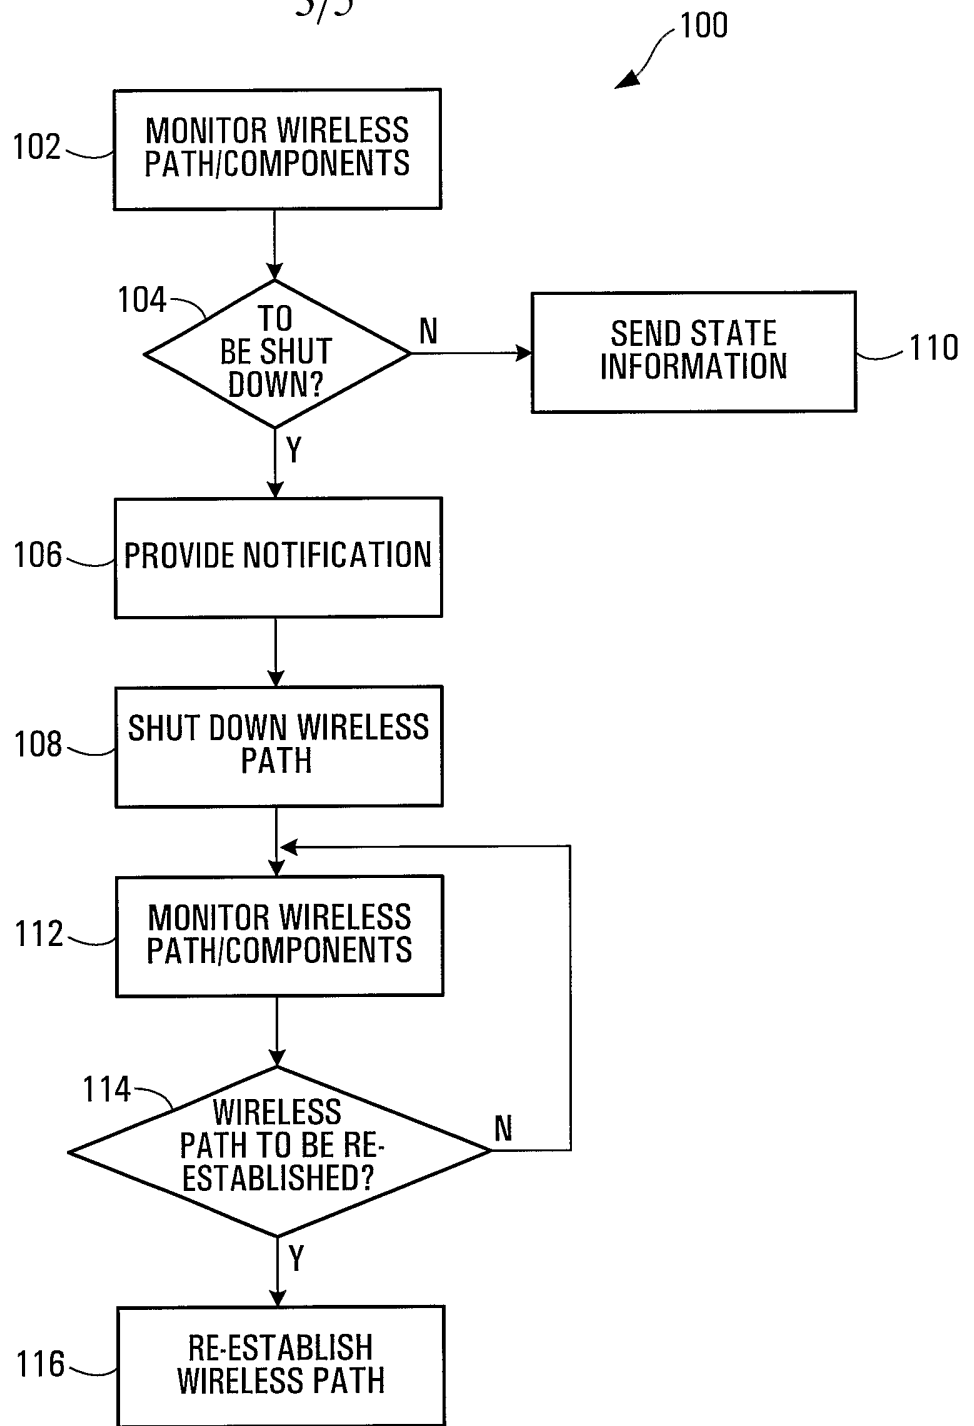 3/5
100
102
MONITOR WIRELESS
PATH/COMPONENTS
104
TO
BE SHUT
DOWN?
N
SEND STATE
INFORMATION
110
Y
106
PROVIDE NOTIFICATION
108
SHUT DOWN WIRELESS
PATH
112
MONITOR WIRELESS
PATH/COMPONENTS
114
WIRELESS
PATH TO BE RE-
ESTABLISHED?
N
Y
116
RE-ESTABLISH
WIRELESS PATH